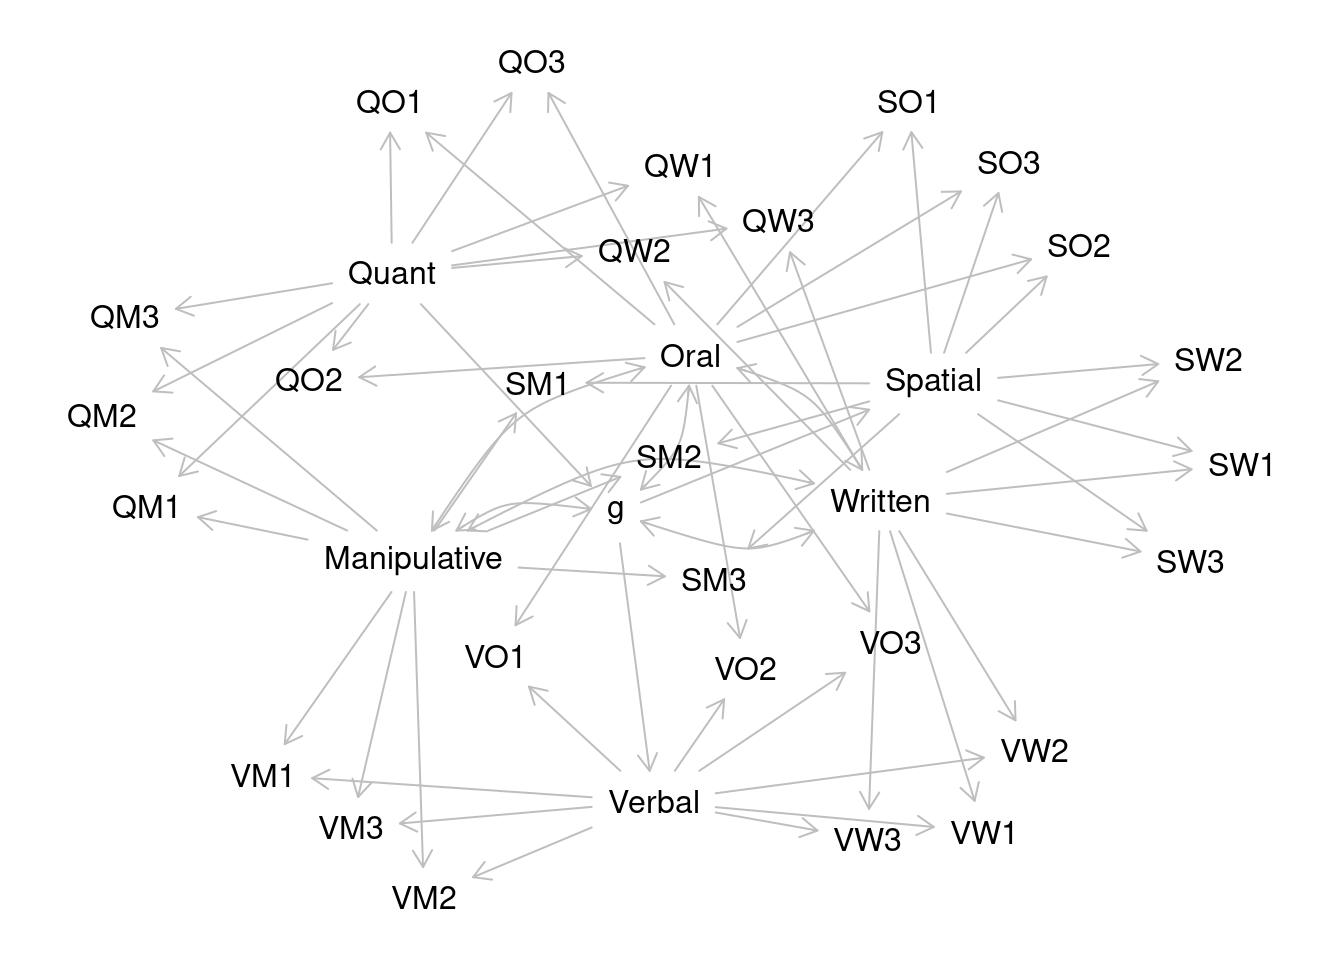 QO3
QO1
SO1
QW1
SO3
QW3
QW2
SO2
Quant
QM3
Oral
SW2
QO2
SM1
Spatial
QM2
SM2
SW1
QM1
g
Written
Manipulative
SW3
SM3
VO1
VO3
VO2
VM1
VW2
Verbal
VM3
VW3
VW1
VM2